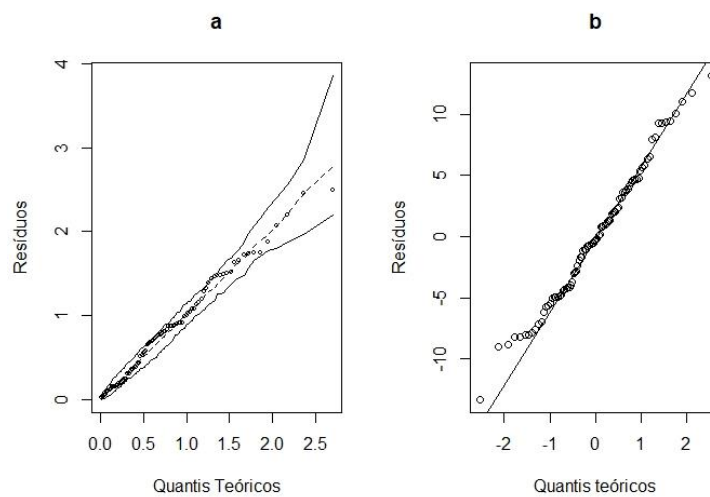 a
b
4
3
2
1
0
Resíduos
0.0 0.5 1.0 1.5 2.0 2.5
Quantis Teóricos
10
5
0
-5
-10
Resíduos
-2 -1 0 1 2
Quantis teóricos